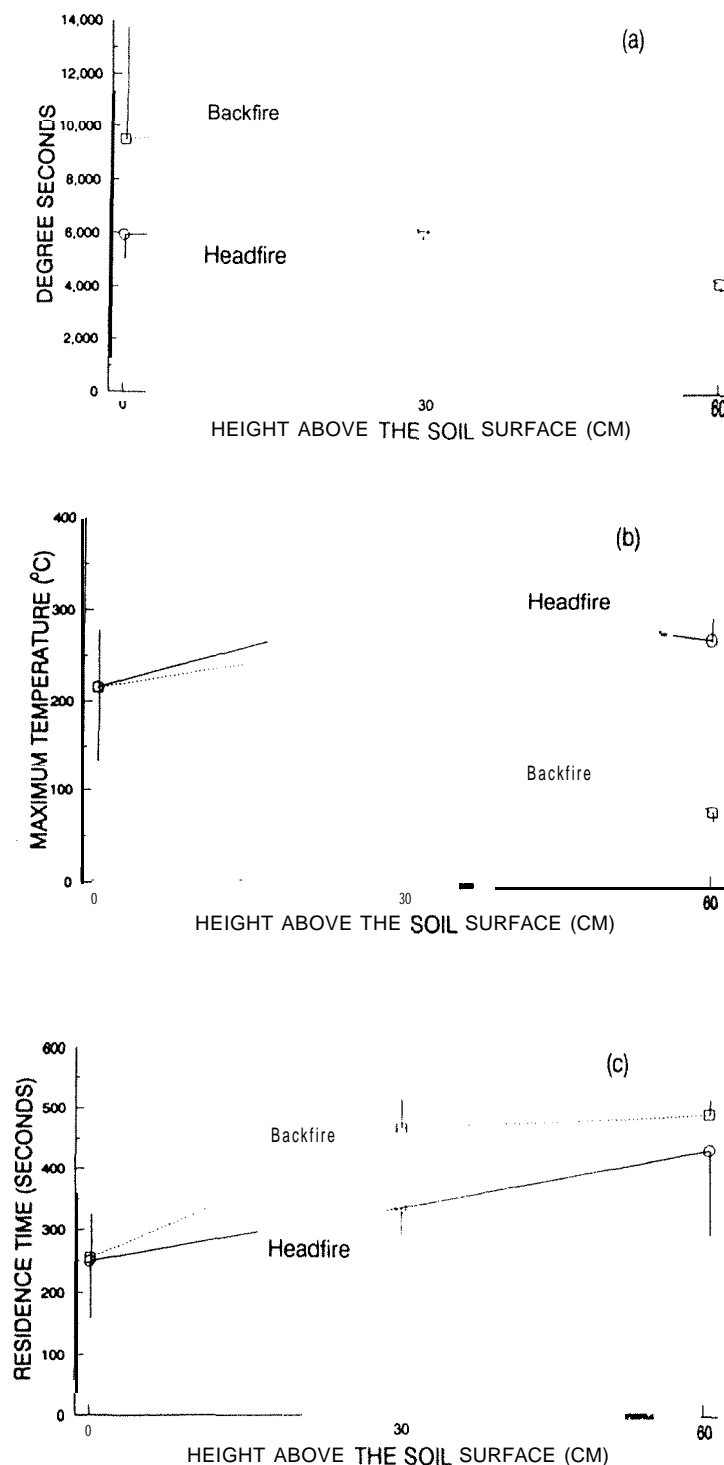 (a)
DEGREE SECONDS
14,000
12,000
10,000
8,000
6,000
4,000
2,000
0
Backfire
Headfire
0 30 60
HEIGHT ABOVE THE SOIL SURFACE (CM)
(b)
MAXIMUM TEMPERATURE (°C)
400
300
200
100
0
Headfire
Backfire
0 30 60
HEIGHT ABOVE THE SOIL SURFACE (CM)
(c)
RESIDENCE TIME (SECONDS)
600
500
400
300
200
100
0
Backfire
Headfire
0 30 60
HEIGHT ABOVE THE SOIL SURFACE (CM)